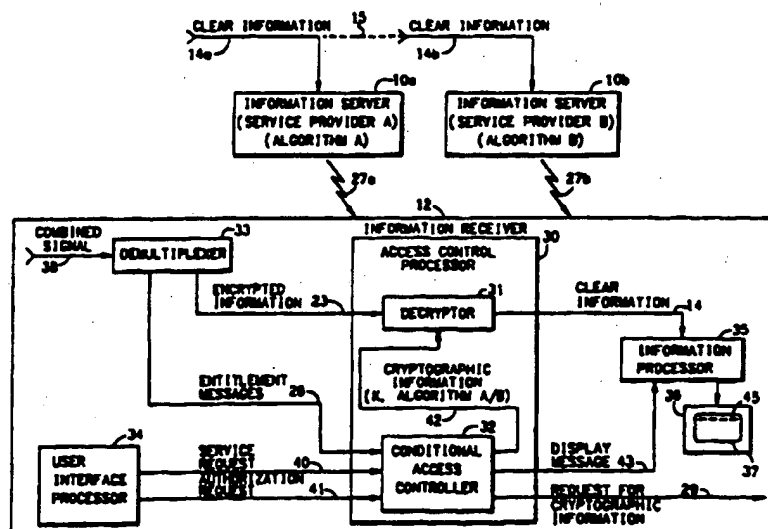 CLEAR INFORMATION
15
CLEAR INFORMATION
14a
14b
10a
10b
INFORMATION SERVER
(SERVICE PROVIDER A)
(ALGORITHM A)
INFORMATION SERVER
(SERVICE PROVIDER B)
(ALGORITHM B)
27a
27b
12
COMBINED
SIGNAL
38
33
DEMULTIPLEXER
INFORMATION RECEIVER
30
ACCESS CONTROL
PROCESSOR
ENCRYPTED
INFORMATION
23
31
DECRYPTOR
CLEAR
INFORMATION
14
35
INFORMATION
PROCESSOR
CRYPTOGRAPHIC
INFORMATION
(K, ALGORITHM A/B)
42
ENTITLEMENT
MESSAGES
28
36
45
37
34
USER
INTERFACE
PROCESSOR
SERVICE
REQUEST
40
AUTHORIZATION
REQUEST
41
32
CONDITIONAL
ACCESS
CONTROLLER
DISPLAY
MESSAGE
43
REQUEST FOR
CRYPTOGRAPHIC
INFORMATION
29